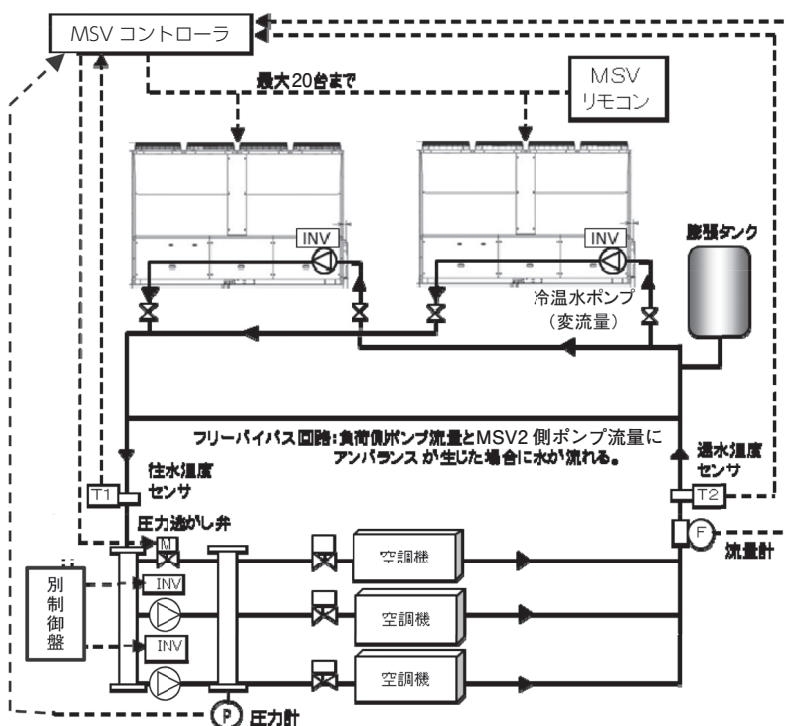 MSV コントローラ
最大20台まで
MSV
リモコン
INV
INV
膨張タンク
冷温水ポンプ
（変流量）
フリーバイパス回路：負荷側ポンプ流量とMSV2 側ポンプ流量に
アンバランスが生じた場合に水が流れる。
往水温度
センサ
T1
還水温度
センサ
T2
圧力逃がし弁
M
F
流量計
別
制
御
盤
INV
INV
空調機
空調機
空調機
P
圧力計